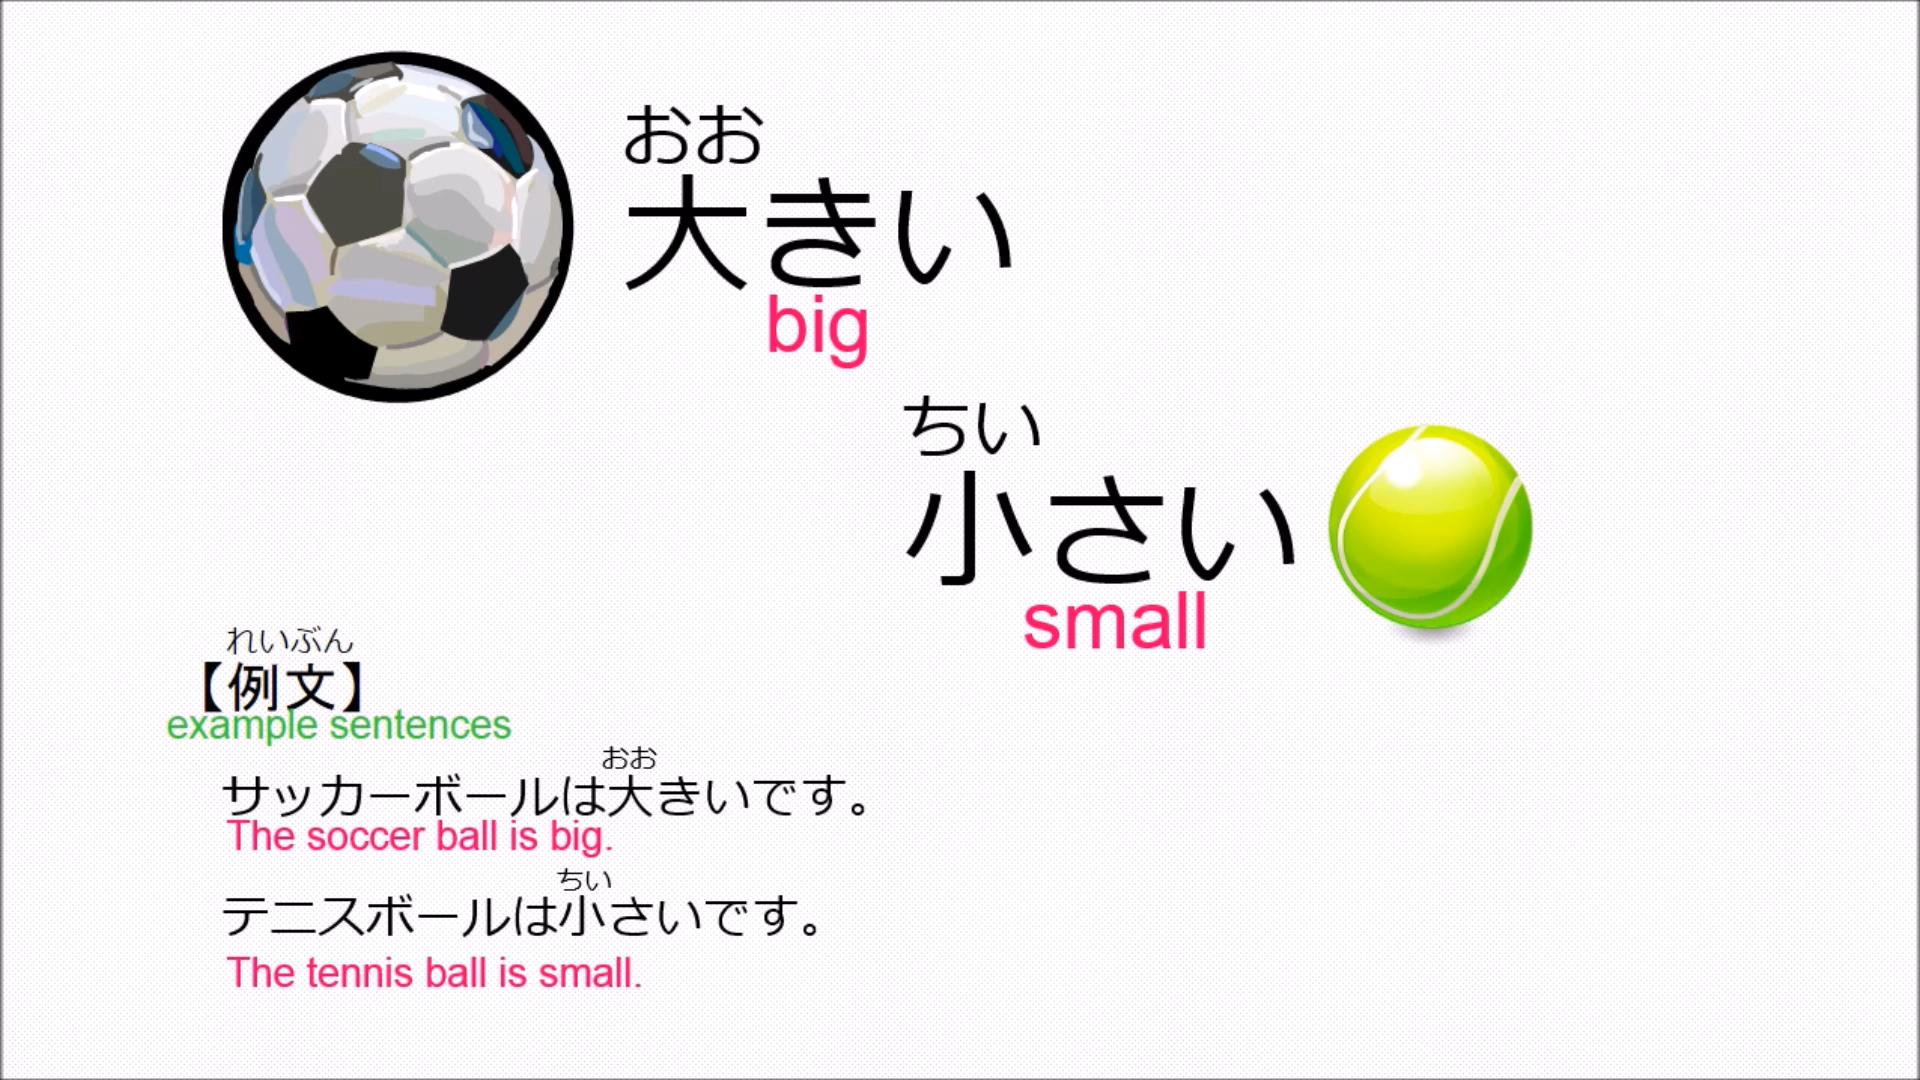 おお
大きい
big
ちい
小さい
small
れいぶん
【例文】
example sentences
おお
サッカーボールは大きいです。
The soccer ball is big.
ちい
テニスボールは小さいです。
The tennis ball is small.